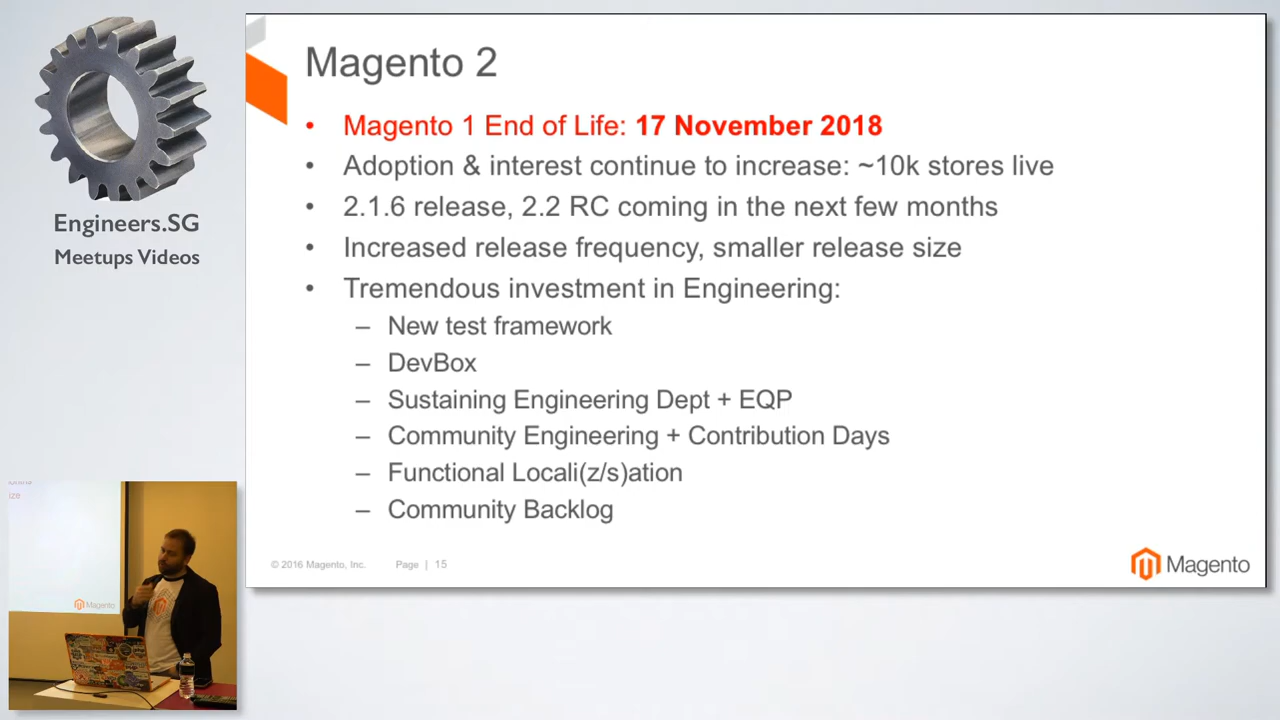 Engineers.SG
Meetups Videos
Magento 2
• Magento 1 End of Life: 17 November 2018
• Adoption & interest continue to increase: ~10k stores live
• 2.1.6 release, 2.2 RC coming in the next few months
• Increased release frequency, smaller release size
• Tremendous investment in Engineering:
– New test framework
– DevBox
– Sustaining Engineering Dept + EQP
– Community Engineering + Contribution Days
– Functional Locali(z/s)ation
– Community Backlog
© 2016 Magento, Inc. Page | 15
Magento
ize
Magento